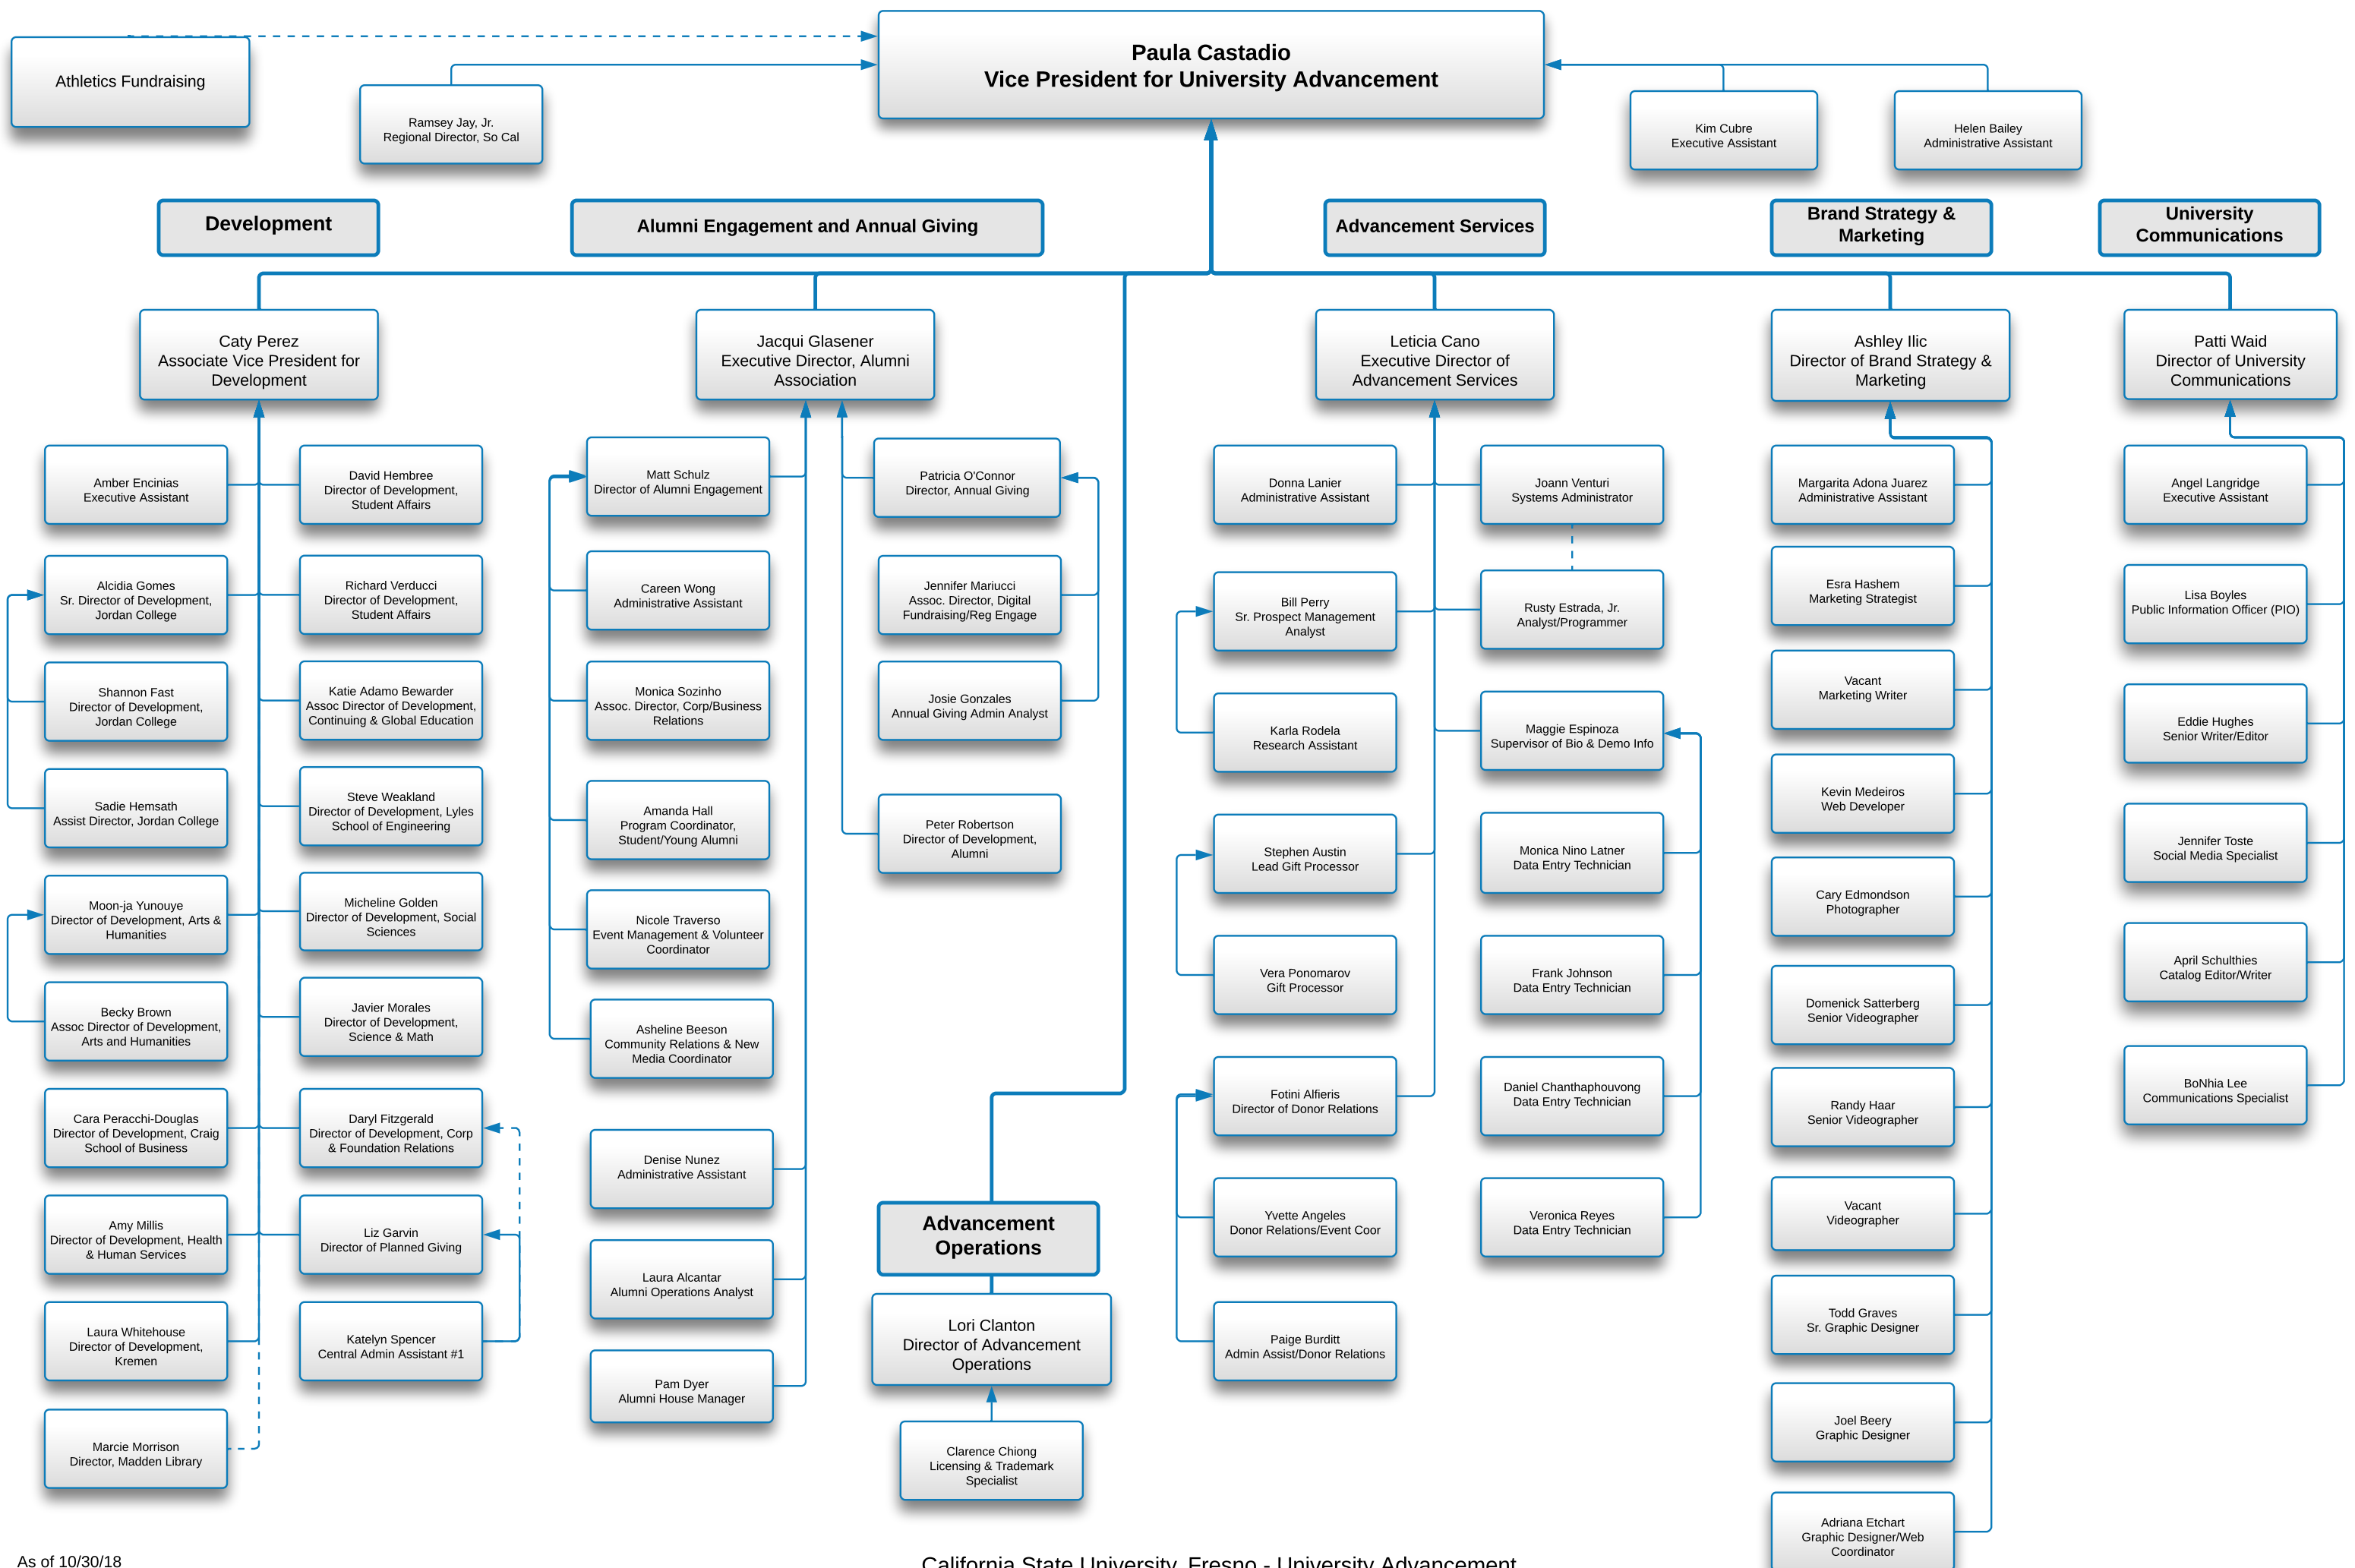 Paula Castadio
Vice President for University Advancement
Athletics Fundraising
Ramsey Jay, Jr.
Regional Director, So Cal
Kim Cubre
Executive Assistant
Helen Bailey
Administrative Assistant
Development
Alumni Engagement and Annual Giving
Advancement Services
Brand Strategy &
Marketing
University
Communications
Caty Perez
Associate Vice President for
Development
Jacqui Glasener
Executive Director, Alumni
Association
Leticia Cano
Executive Director of
Advancement Services
Ashley Ilic
Director of Brand Strategy &
Marketing
Patti Waid
Director of University
Communications
Amber Encinias
Executive Assistant
Alcidia Gomes
Sr. Director of Development,
Jordan College
Shannon Fast
Director of Development,
Jordan College
Sadie Hemsath
Assist Director, Jordan College
Moon-ja Yunouye
Director of Development, Arts &
Humanities
Becky Brown
Assoc Director of Development,
Arts and Humanities
Cara Peracchi-Douglas
Director of Development, Craig
School of Business
Amy Millis
Director of Development, Health
& Human Services
Laura Whitehouse
Director of Development,
Kremen
Marcie Morrison
Director, Madden Library
David Hembree
Director of Development,
Student Affairs
Richard Verducci
Director of Development,
Student Affairs
Katie Adamo Bewarder
Assoc Director of Development,
Continuing & Global Education
Steve Weakland
Director of Development, Lyles
School of Engineering
Micheline Golden
Director of Development, Social
Sciences
Javier Morales
Director of Development,
Science & Math
Daryl Fitzgerald
Director of Development, Corp
& Foundation Relations
Liz Garvin
Director of Planned Giving
Katelyn Spencer
Central Admin Assistant #1
Matt Schulz
Director of Alumni Engagement
Careen Wong
Administrative Assistant
Monica Sozinho
Assoc. Director, Corp/Business
Relations
Amanda Hall
Program Coordinator,
Student/Young Alumni
Nicole Traverso
Event Management & Volunteer
Coordinator
Asheline Beeson
Community Relations & New
Media Coordinator
Denise Nunez
Administrative Assistant
Laura Alcantar
Alumni Operations Analyst
Pam Dyer
Alumni House Manager
Patricia O'Connor
Director, Annual Giving
Jennifer Mariucci
Assoc. Director, Digital
Fundraising/Reg Engage
Josie Gonzales
Annual Giving Admin Analyst
Peter Robertson
Director of Development,
Alumni
Advancement
Operations
Lori Clanton
Director of Advancement
Operations
Clarence Chiong
Licensing & Trademark
Specialist
Donna Lanier
Administrative Assistant
Bill Perry
Sr. Prospect Management
Analyst
Karla Rodela
Research Assistant
Stephen Austin
Lead Gift Processor
Vera Ponomarov
Gift Processor
Fotini Alfieris
Director of Donor Relations
Yvette Angeles
Donor Relations/Event Coor
Paige Burditt
Admin Assist/Donor Relations
Joann Venturi
Systems Administrator
Rusty Estrada, Jr.
Analyst/Programmer
Maggie Espinoza
Supervisor of Bio & Demo Info
Monica Nino Latner
Data Entry Technician
Frank Johnson
Data Entry Technician
Daniel Chanthaphouvong
Data Entry Technician
Veronica Reyes
Data Entry Technician
Margarita Adona Juarez
Administrative Assistant
Esra Hashem
Marketing Strategist
Vacant
Marketing Writer
Kevin Medeiros
Web Developer
Cary Edmondson
Photographer
Domenick Satterberg
Senior Videographer
Randy Haar
Senior Videographer
Vacant
Videographer
Todd Graves
Sr. Graphic Designer
Joel Beery
Graphic Designer
Adriana Etchart
Graphic Designer/Web
Coordinator
Angel Langridge
Executive Assistant
Lisa Boyles
Public Information Officer (PIO)
Eddie Hughes
Senior Writer/Editor
Jennifer Toste
Social Media Specialist
April Schulthies
Catalog Editor/Writer
BoNhia Lee
Communications Specialist
As of 10/30/18
California State University, Fresno - University Advancement